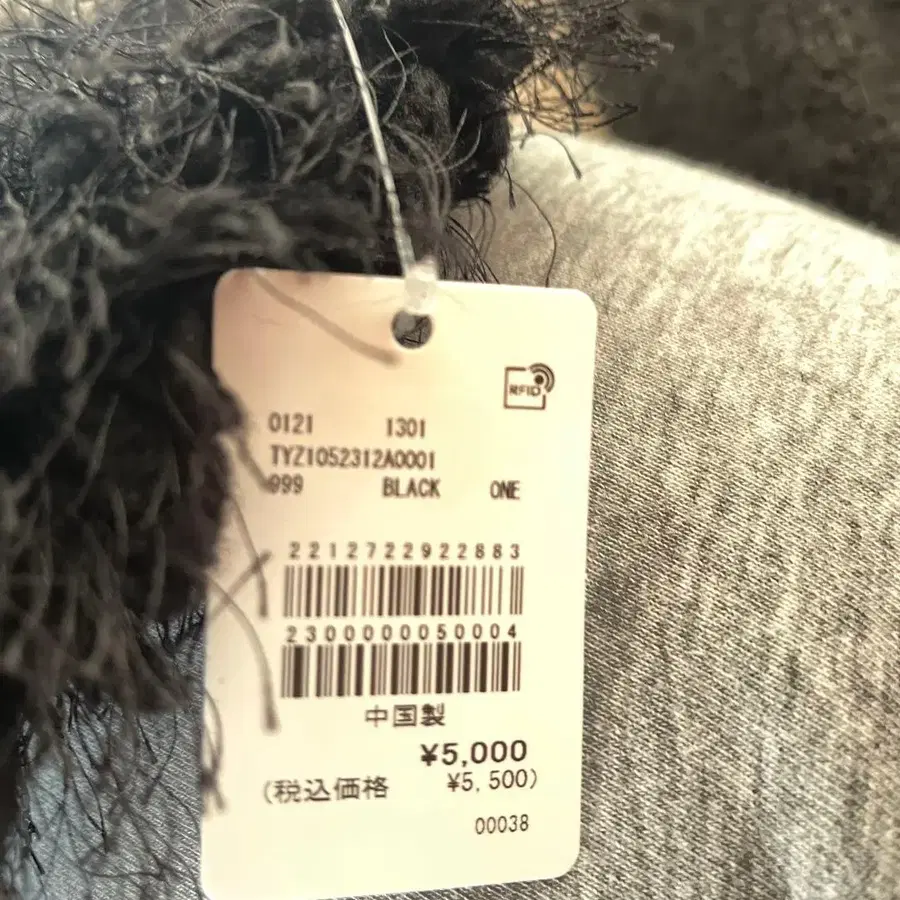 RFID
0121 1301
TYZ1052312A0001
999 BLACK ONE
2212722922883
2300000050004
中国製
¥5,000
(税込価格 ¥5,500)
00038